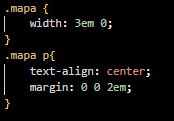 .mapa {
    width: 3em 0;
}
.mapa p{
    text-align: center;
    margin: 0 0 2em;
}